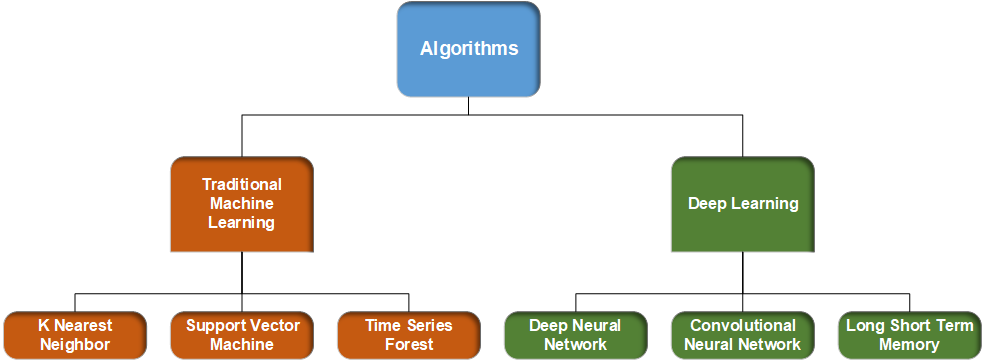 Algorithms
Traditional
Machine
Learning
Deep Learning
K Nearest
Neighbor
Support Vector
Machine
Time Series
Forest
Deep Neural
Network
Convolutional
Neural Network
Long Short Term
Memory